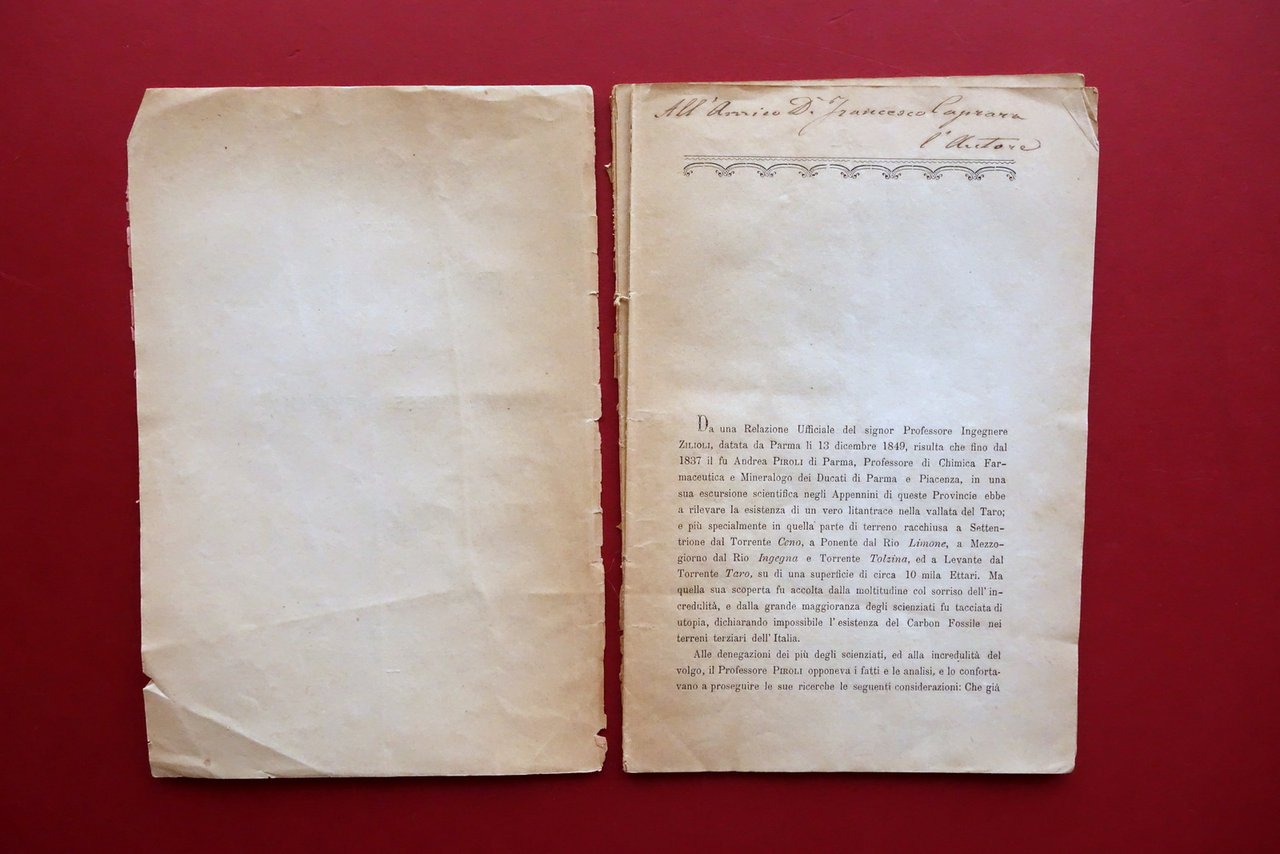 All'Amico Dr. Francesco Caprara
l'Autore
Da una Relazione Ufficiale del signor Professore Ingegnere
ZILIOLI, datata da Parma li 13 dicembre 1849, risulta che fino dal
1837 il fu Andrea PIROLI di Parma, Professore di Chimica Far-
maceutica e Mineralogo dei Ducati di Parma e Piacenza, in una
sua escursione scientifica negli Appennini di queste Provincie ebbe
a rilevare la esistenza di un vero litantrace nella vallata del Taro;
e più specialmente in quella parte di terreno racchiusa a Setten-
trione dal Torrente Ceno, a Ponente dal Rio Limone, a Mezzo-
giorno dal Rio Ingegna e Torrente Tolzina, ed a Levante dal
Torrente Taro, su di una superficie di circa 10 mila Ettari. Ma
quella sua scoperta fu accolta dalla moltitudine col sorriso dell'in-
credulità, e dalla grande maggioranza degli scienziati fu tacciata di
utopia, dichiarando impossibile l'esistenza del Carbon Fossile nei
terreni terziari dell'Italia.
Alle denegazioni dei più degli scienziati, ed alla incredulità del
volgo, il Professore PIROLI opponeva i fatti e le analisi, e lo conforta-
vano a proseguire le sue ricerche le seguenti considerazioni: Che già